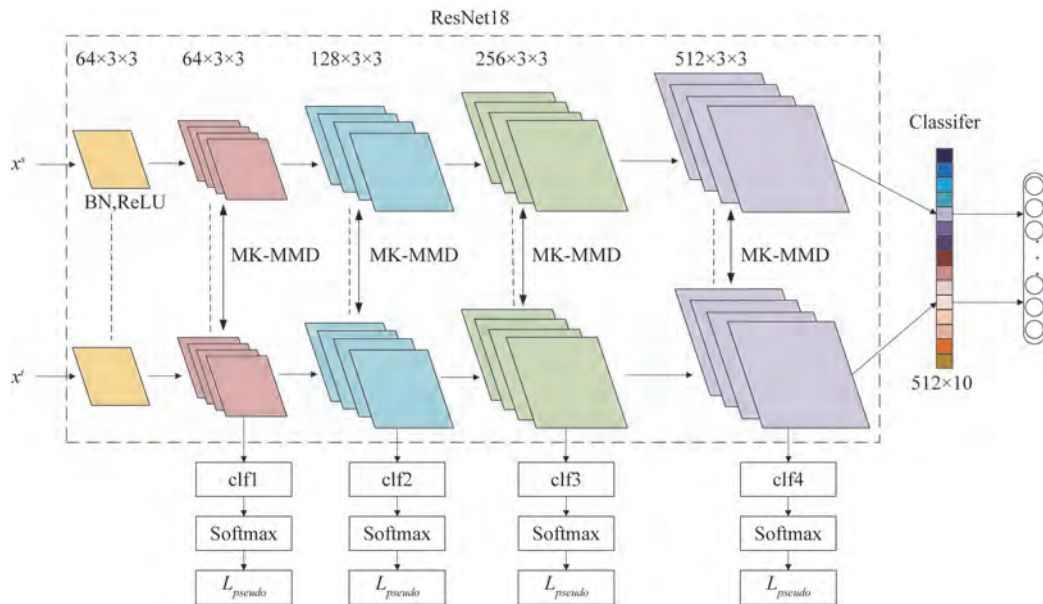 ResNet18
64×3×3 64×3×3 128×3×3 256×3×3 512×3×3
Classifer
xˢ
BN,ReLU
MK-MMD MK-MMD MK-MMD MK-MMD
xᵗ
512×10
clf1 clf2 clf3 clf4
Softmax Softmax Softmax Softmax
L_pseudo L_pseudo L_pseudo L_pseudo